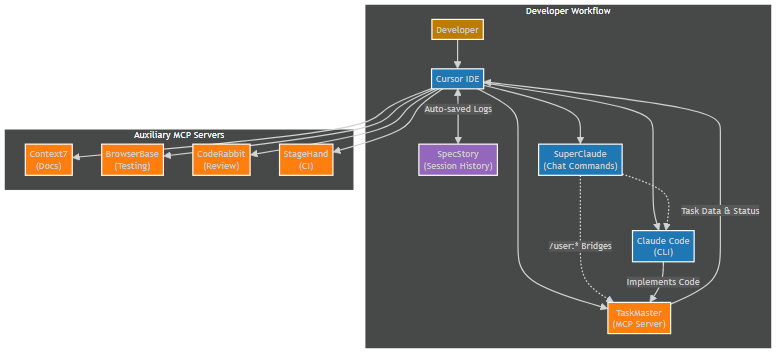 Developer Workflow
Developer
Cursor IDE
Auto-saved Logs
Auxiliary MCP Servers
Context7
(Docs)
BrowserBase
(Testing)
CodeRabbit
(Review)
StageHand
(CI)
SpecStory
(Session History)
SuperClaude
(Chat Commands)
Task Data & Status
/user:* Bridges
Claude Code
(CLI)
Implements Code
TaskMaster
(MCP Server)